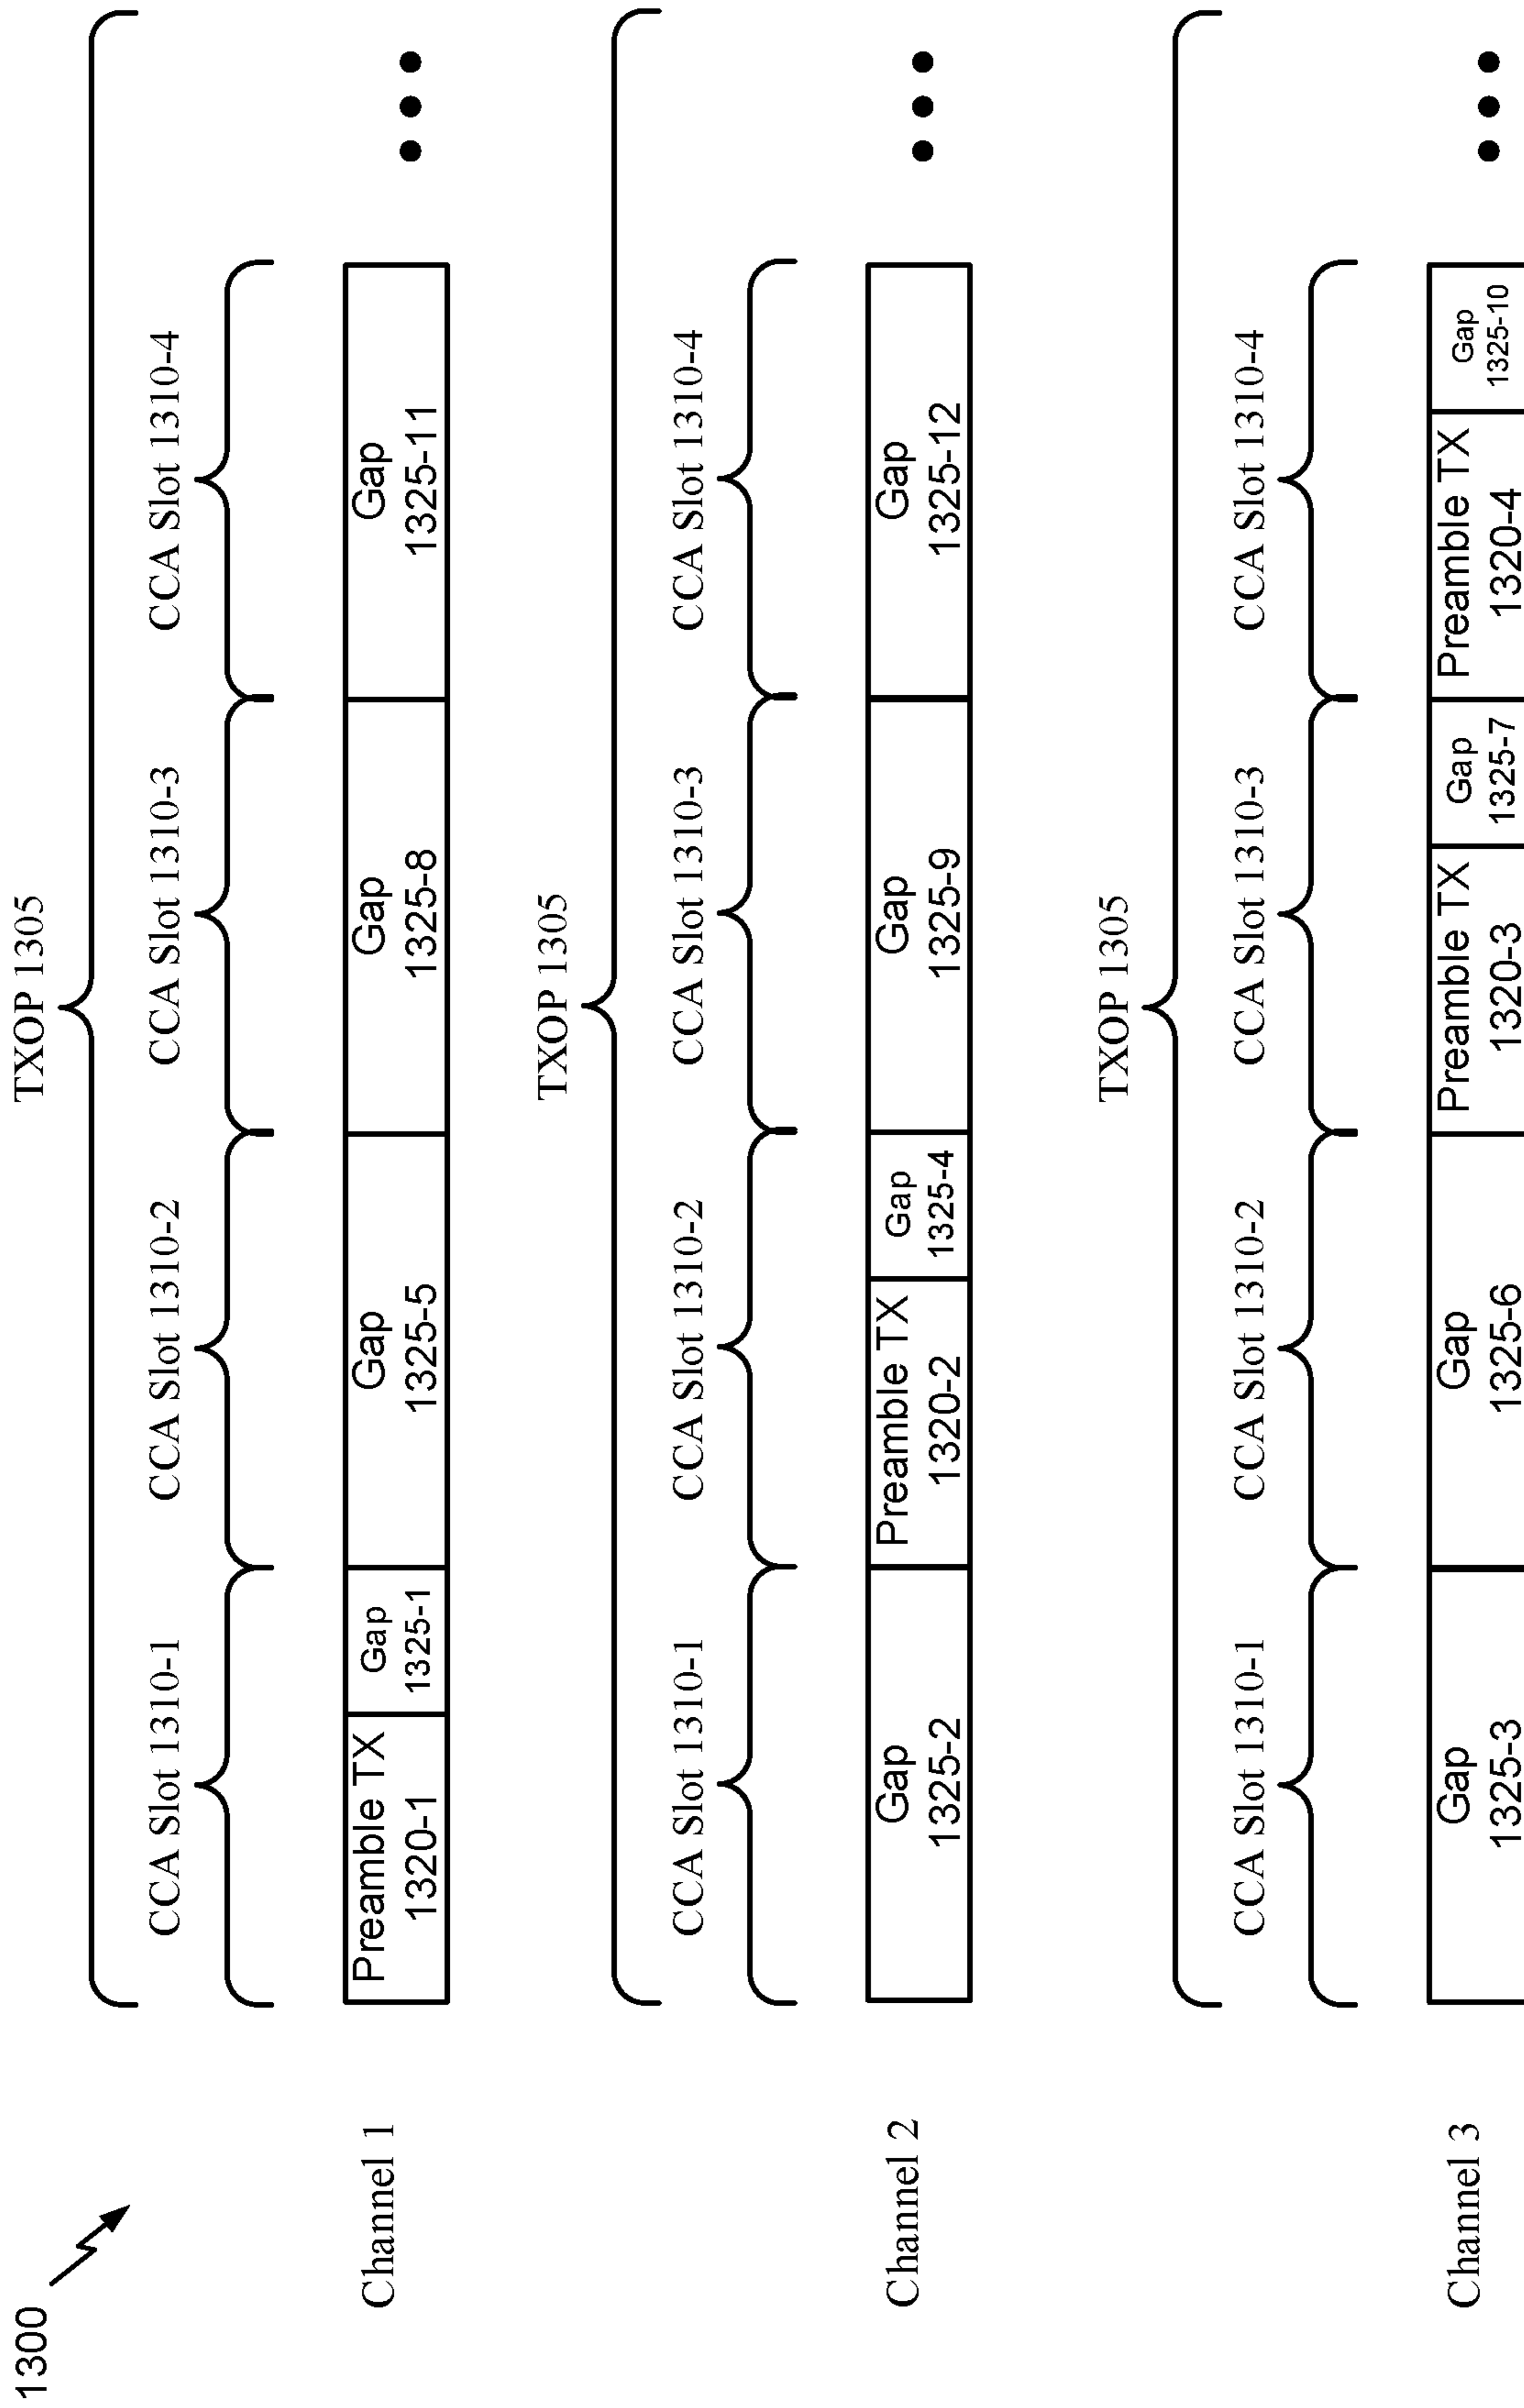 1300
TXOP 1305
CCA Slot 1310-1
CCA Slot 1310-2
CCA Slot 1310-3
CCA Slot 1310-4
Channel 1
Preamble TX
1320-1
Gap
1325-1
Gap
1325-5
Gap
1325-8
Gap
1325-11
TXOP 1305
CCA Slot 1310-1
CCA Slot 1310-2
CCA Slot 1310-3
CCA Slot 1310-4
Channel 2
Gap
1325-2
Preamble TX
1320-2
Gap
1325-4
Gap
1325-9
Gap
1325-12
TXOP 1305
CCA Slot 1310-1
CCA Slot 1310-2
CCA Slot 1310-3
CCA Slot 1310-4
Channel 3
Gap
1325-3
Gap
1325-6
Preamble TX
1320-3
Gap
1325-7
Preamble TX
1320-4
Gap
1325-10